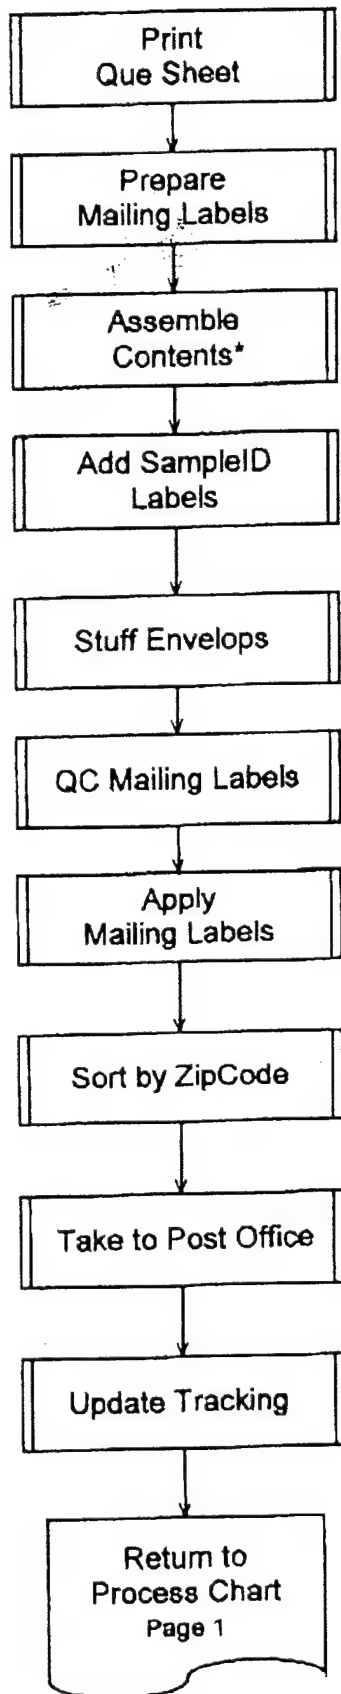 Print
Que Sheet
Prepare
Mailing Labels
Assemble
Contents*
Add SampleID
Labels
Stuff Envelops
QC Mailing Labels
Apply
Mailing Labels
Sort by ZipCode
Take to Post Office
Update Tracking
Return to
Process Chart
Page 1